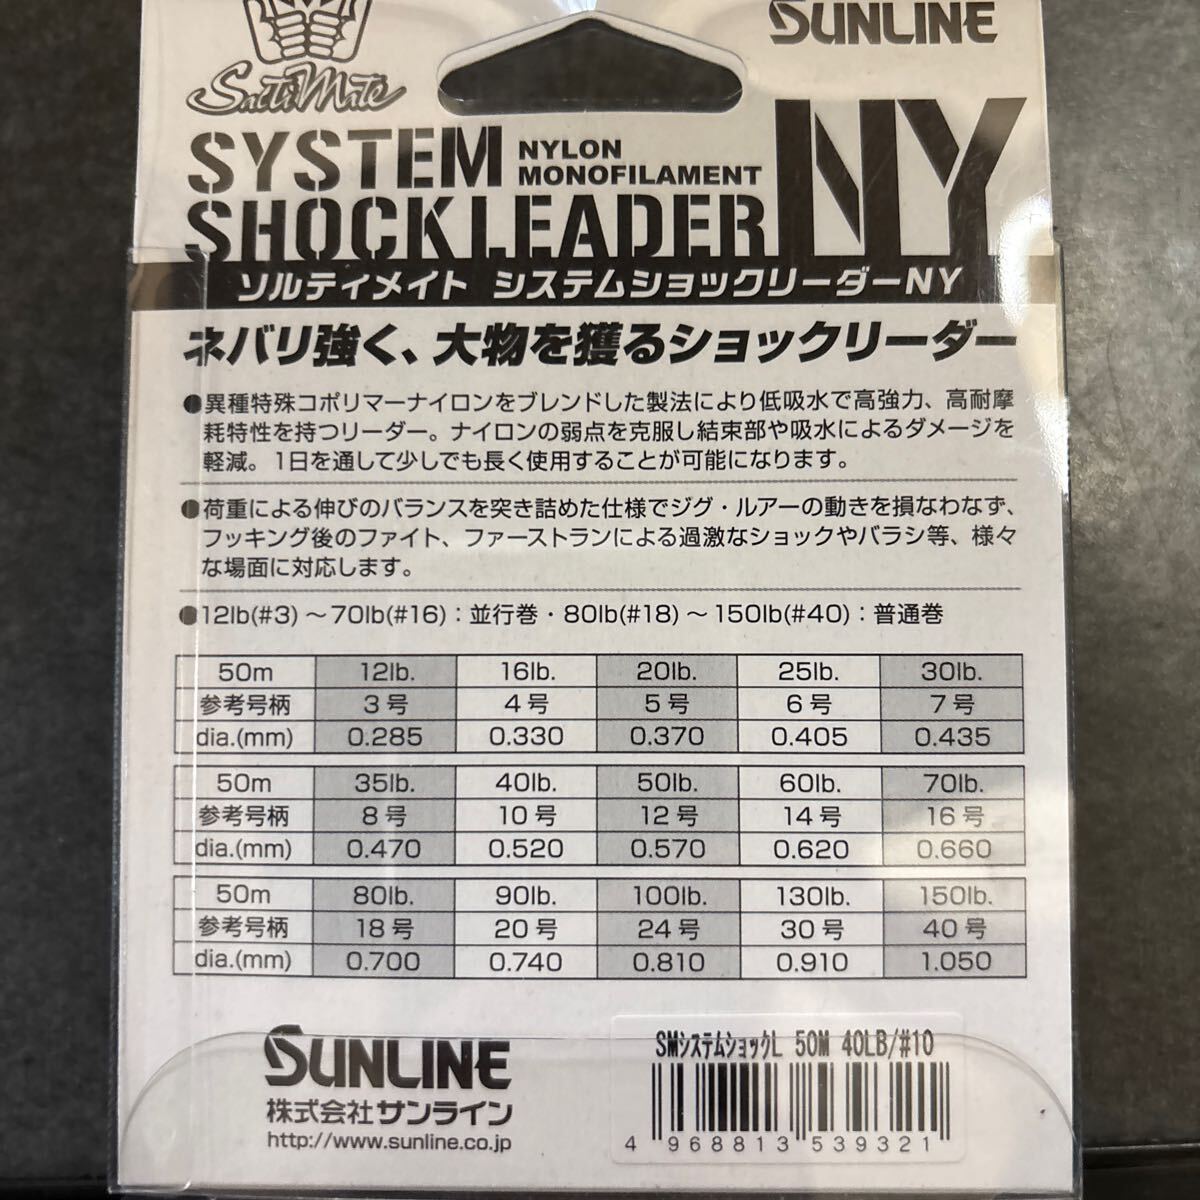 SaltiMate
SUNLINE
SYSTEM
SHOCKLEADER
NYLON
MONOFILAMENT
NY
ソルティメイト システムショックリーダーNY
ネバリ強く、大物を獲るショックリーダー
●異種特殊コポリマーナイロンをブレンドした製法により低吸水で高強力、高耐摩
耗特性を持つリーダー。ナイロンの弱点を克服し結束部や吸水によるダメージを
軽減。1日を通して少しでも長く使用することが可能になります。
●荷重による伸びのバランスを突き詰めた仕様でジグ・ルアーの動きを損なわなず、
フッキング後のファイト、ファーストランによる過激なショックやバラシ等、様々
な場面に対応します。
●12lb(#3)～70lb(#16)：並行巻・80lb(#18)～150lb(#40)：普通巻
50m 12lb. 16lb. 20lb. 25lb. 30lb.
参考号柄 3号 4号 5号 6号 7号
dia.(mm) 0.285 0.330 0.370 0.405 0.435
50m 35lb. 40lb. 50lb. 60lb. 70lb.
参考号柄 8号 10号 12号 14号 16号
dia.(mm) 0.470 0.520 0.570 0.620 0.660
50m 80lb. 90lb. 100lb. 130lb. 150lb.
参考号柄 18号 20号 24号 30号 40号
dia.(mm) 0.700 0.740 0.810 0.910 1.050
SUNLINE
株式会社サンライン
http://www.sunline.co.jp
SMシステムショックL 50M 40LB/#10
4 968813 539321